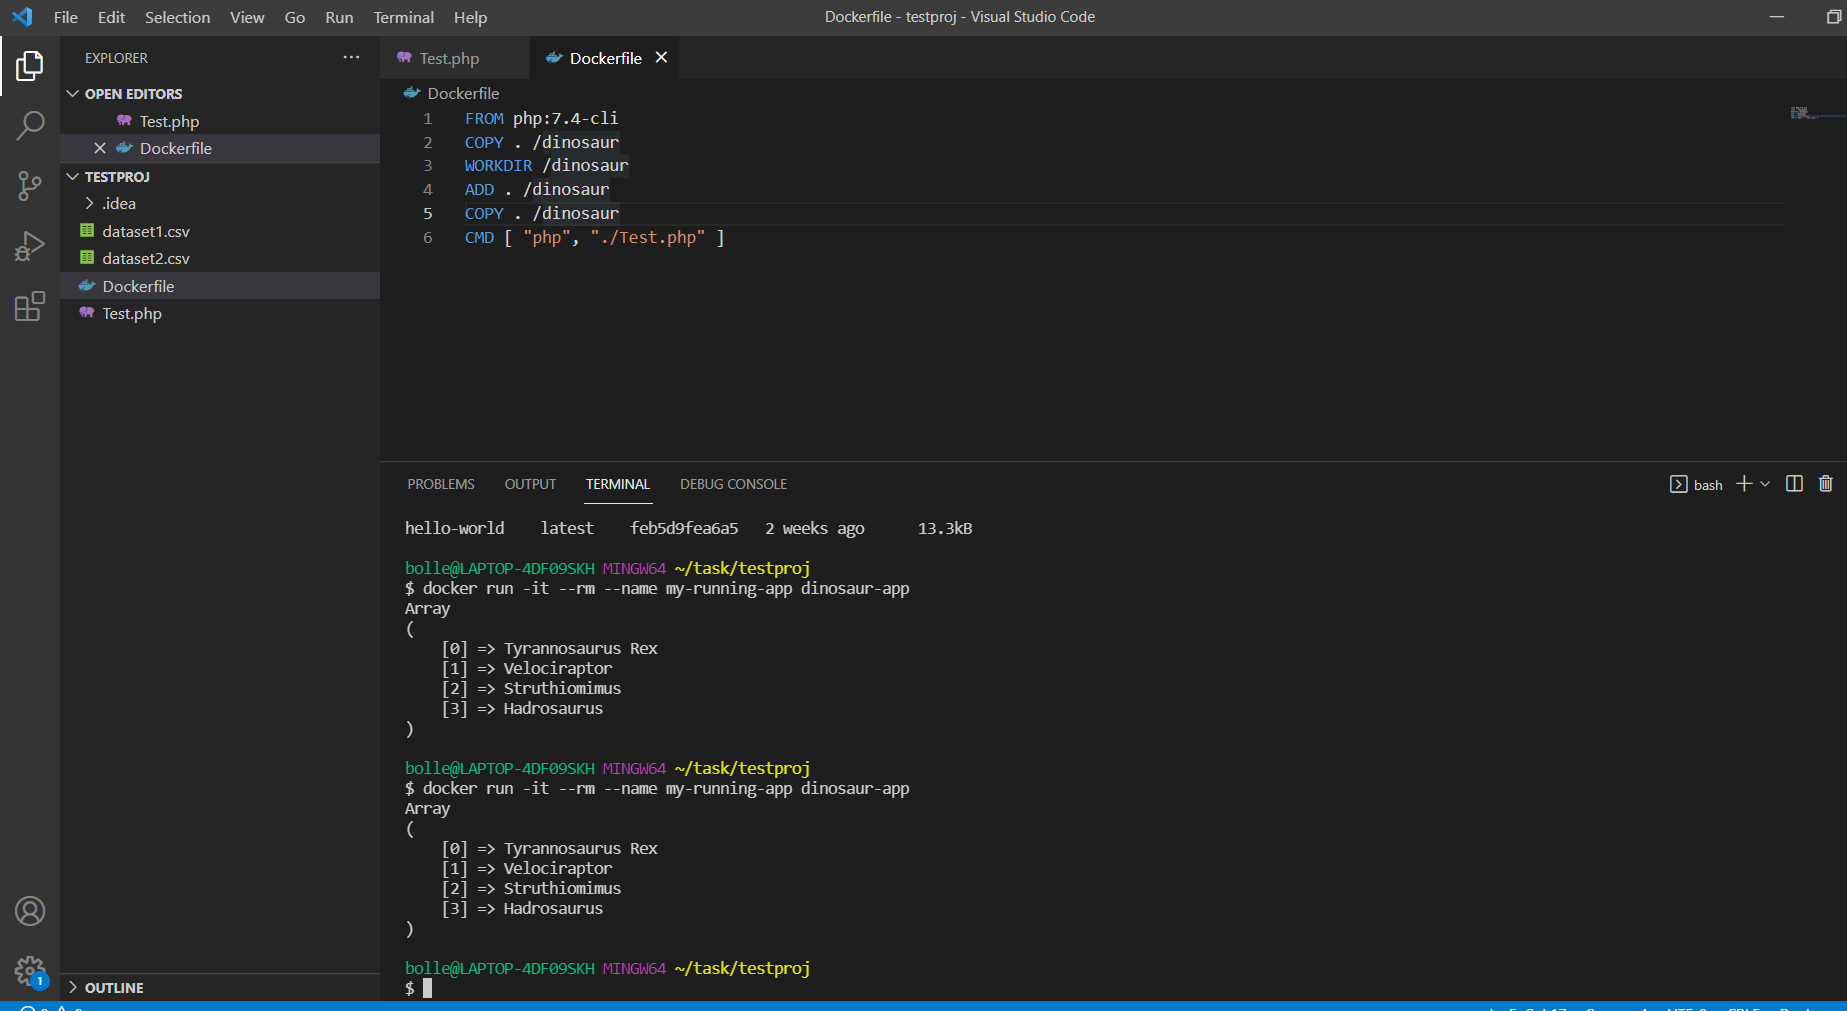 File Edit Selection View Go Run Terminal Help
Dockerfile - testproj - Visual Studio Code
EXPLORER
OPEN EDITORS
Test.php
Dockerfile
TESTPROJ
.idea
dataset1.csv
dataset2.csv
Dockerfile
Test.php
OUTLINE
1
Test.php
Dockerfile
Dockerfile
1 FROM php:7.4-cli
2 COPY . /dinosaur
3 WORKDIR /dinosaur
4 ADD . /dinosaur
5 COPY . /dinosaur
6 CMD [ "php", "./Test.php" ]
PROBLEMS OUTPUT TERMINAL DEBUG CONSOLE
bash
hello-world latest feb5d9fea6a5 2 weeks ago 13.3kB
bolle@LAPTOP-4DF09SKH MINGW64 ~/task/testproj
$ docker run -it --rm --name my-running-app dinosaur-app
Array
(
[0] => Tyrannosaurus Rex
[1] => Velociraptor
[2] => Struthiomimus
[3] => Hadrosaurus
)
bolle@LAPTOP-4DF09SKH MINGW64 ~/task/testproj
$ docker run -it --rm --name my-running-app dinosaur-app
Array
(
[0] => Tyrannosaurus Rex
[1] => Velociraptor
[2] => Struthiomimus
[3] => Hadrosaurus
)
bolle@LAPTOP-4DF09SKH MINGW64 ~/task/testproj
$